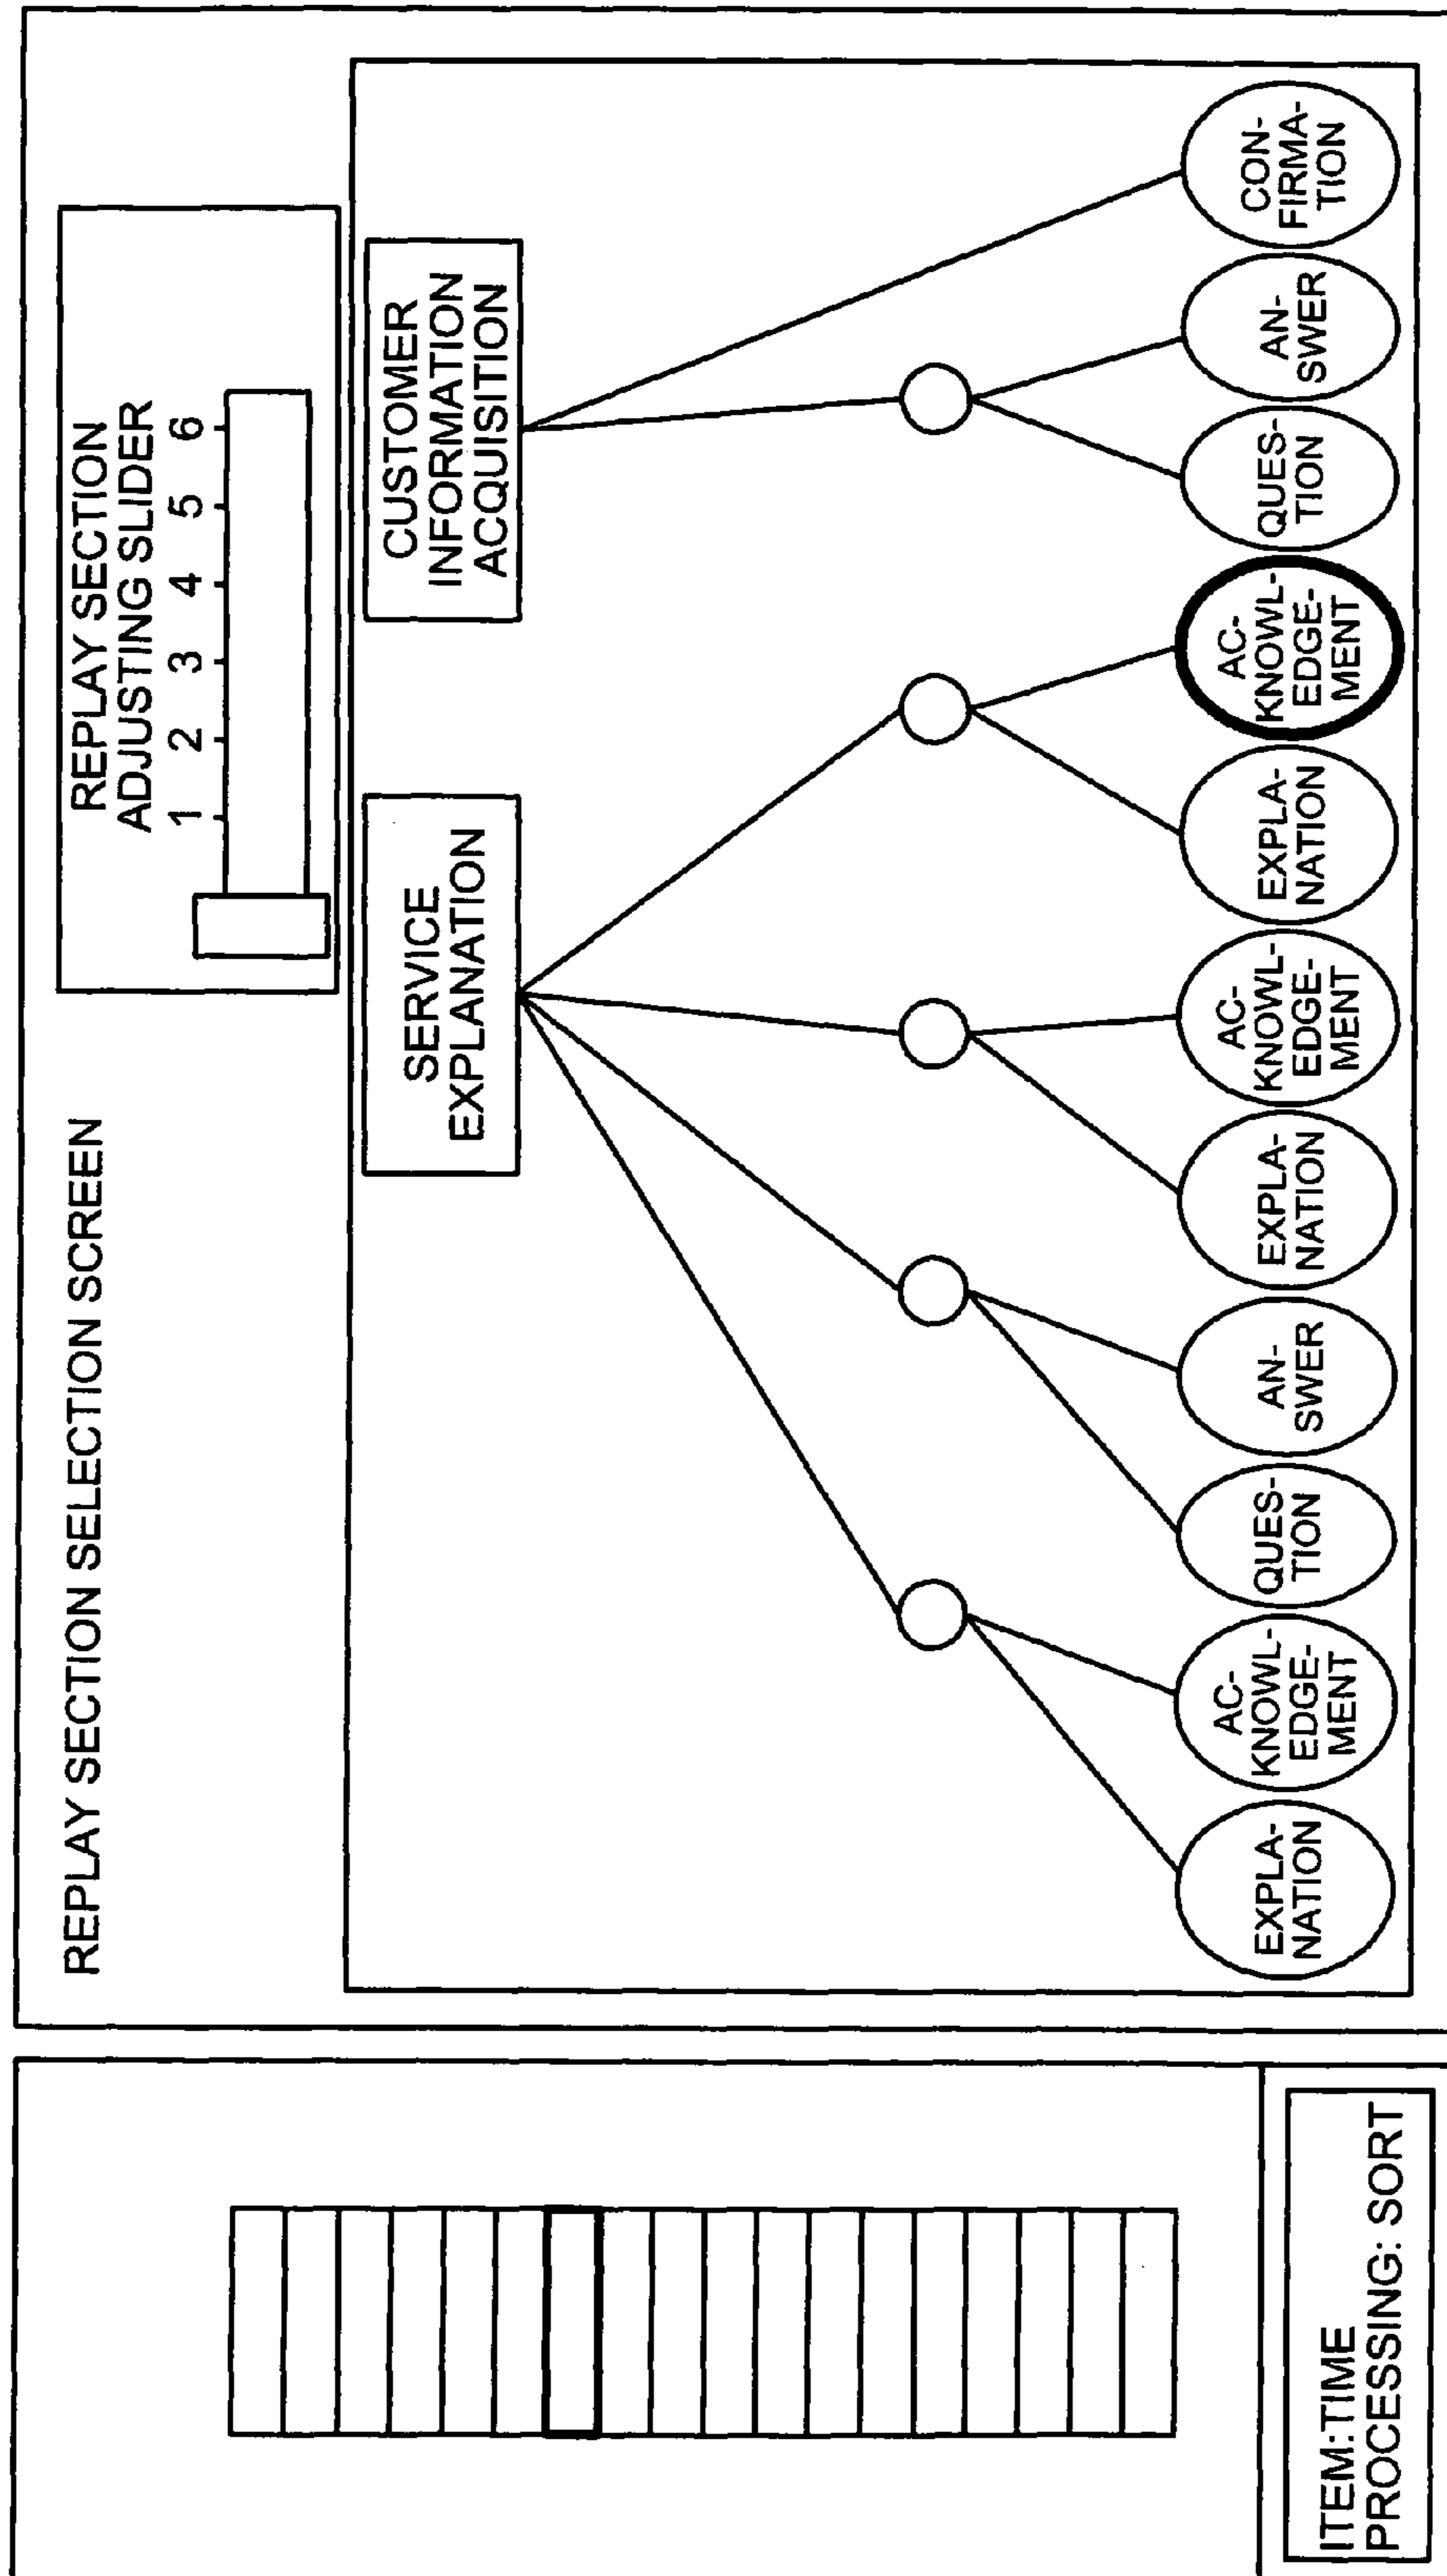 REPLAY SECTION SELECTION SCREEN
REPLAY SECTION
ADJUSTING SLIDER
1 2 3 4 5 6
SERVICE
EXPLANATION
CUSTOMER
INFORMATION
ACQUISITION
EXPLA-
NATION
AC-
KNOWL-
EDGE-
MENT
QUES-
TION
AN-
SWER
EXPLA-
NATION
AC-
KNOWL-
EDGE-
MENT
EXPLA-
NATION
AC-
KNOWL-
EDGE-
MENT
QUES-
TION
AN-
SWER
CON-
FIRMA-
TION
ITEM:TIME
PROCESSING: SORT